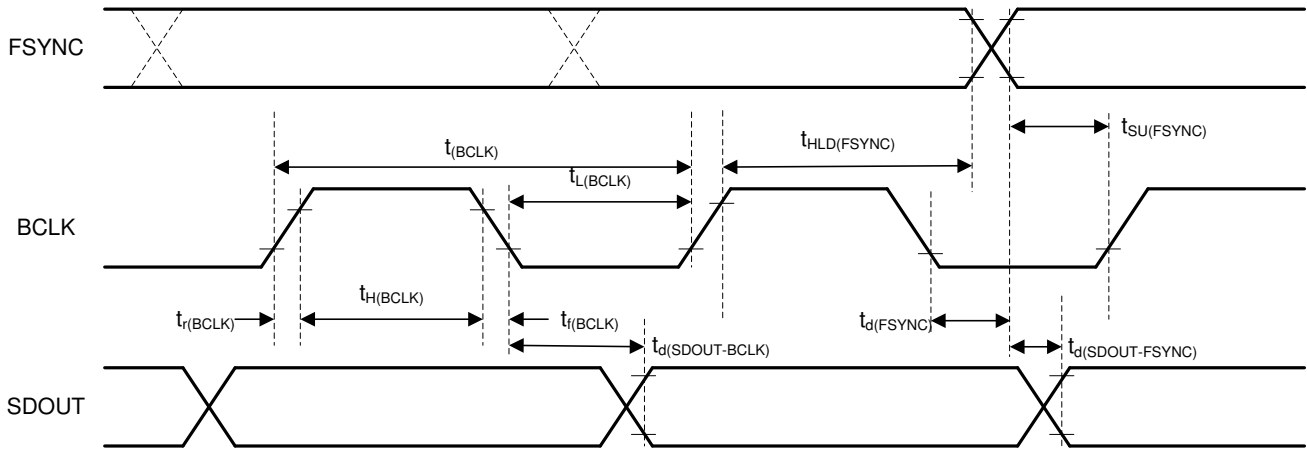 FSYNC
tSU(FSYNC)
tHLD(FSYNC)
t(BCLK)
tL(BCLK)
BCLK
tH(BCLK)
tr(BCLK)
tf(BCLK)
td(FSYNC)
td(SDOUT-BCLK)
td(SDOUT-FSYNC)
SDOUT